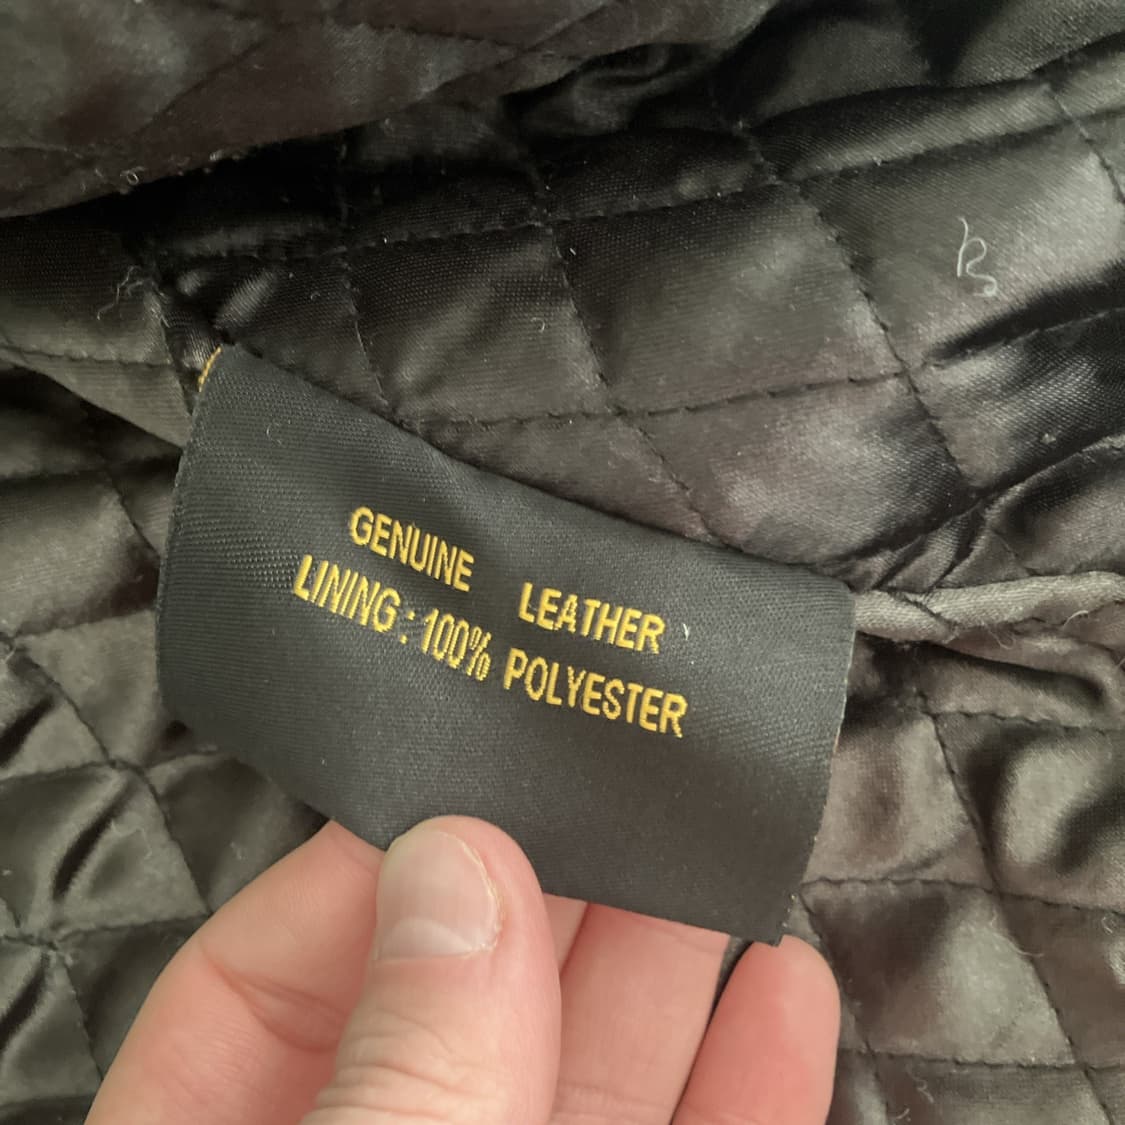 GENUINE LEATHER
LINING : 100% POLYESTER